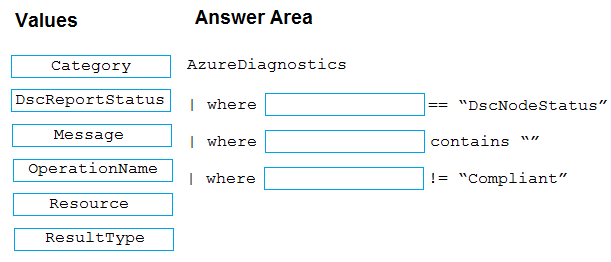 Values
Answer Area
Category
DscReportStatus
Message
OperationName
Resource
ResultType
AzureDiagnostics
| where == “DscNodeStatus”
| where contains “”
| where != “Compliant”